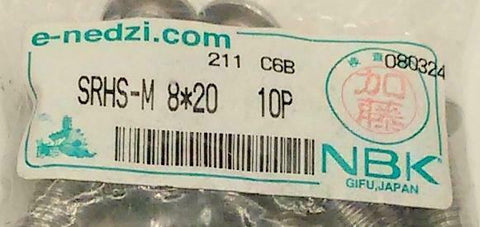 e-nedzi.com
211 C6B
080324
SRHS-M 8*20 10P
加藤
NBK
GIFU,JAPAN